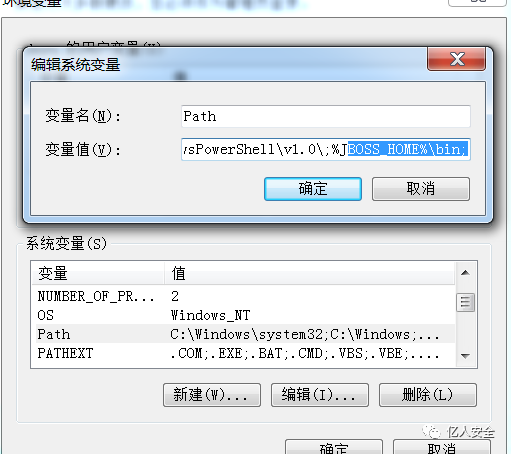 环境变量
编辑系统变量
变量名(N):
Path
变量值(V):
wsPowerShell\v1.0\;%JBOSS_HOME%\bin;
确定
取消
系统变量(S)
变量 值
NUMBER_OF_PR... 2
OS Windows_NT
Path C:\Windows\system32;C:\Windows;...
PATHEXT .COM;.EXE;.BAT;.CMD;.VBS;.VBE;....
新建(W)...
编辑(I)...
删除(L)
亿人安全
确定
取消